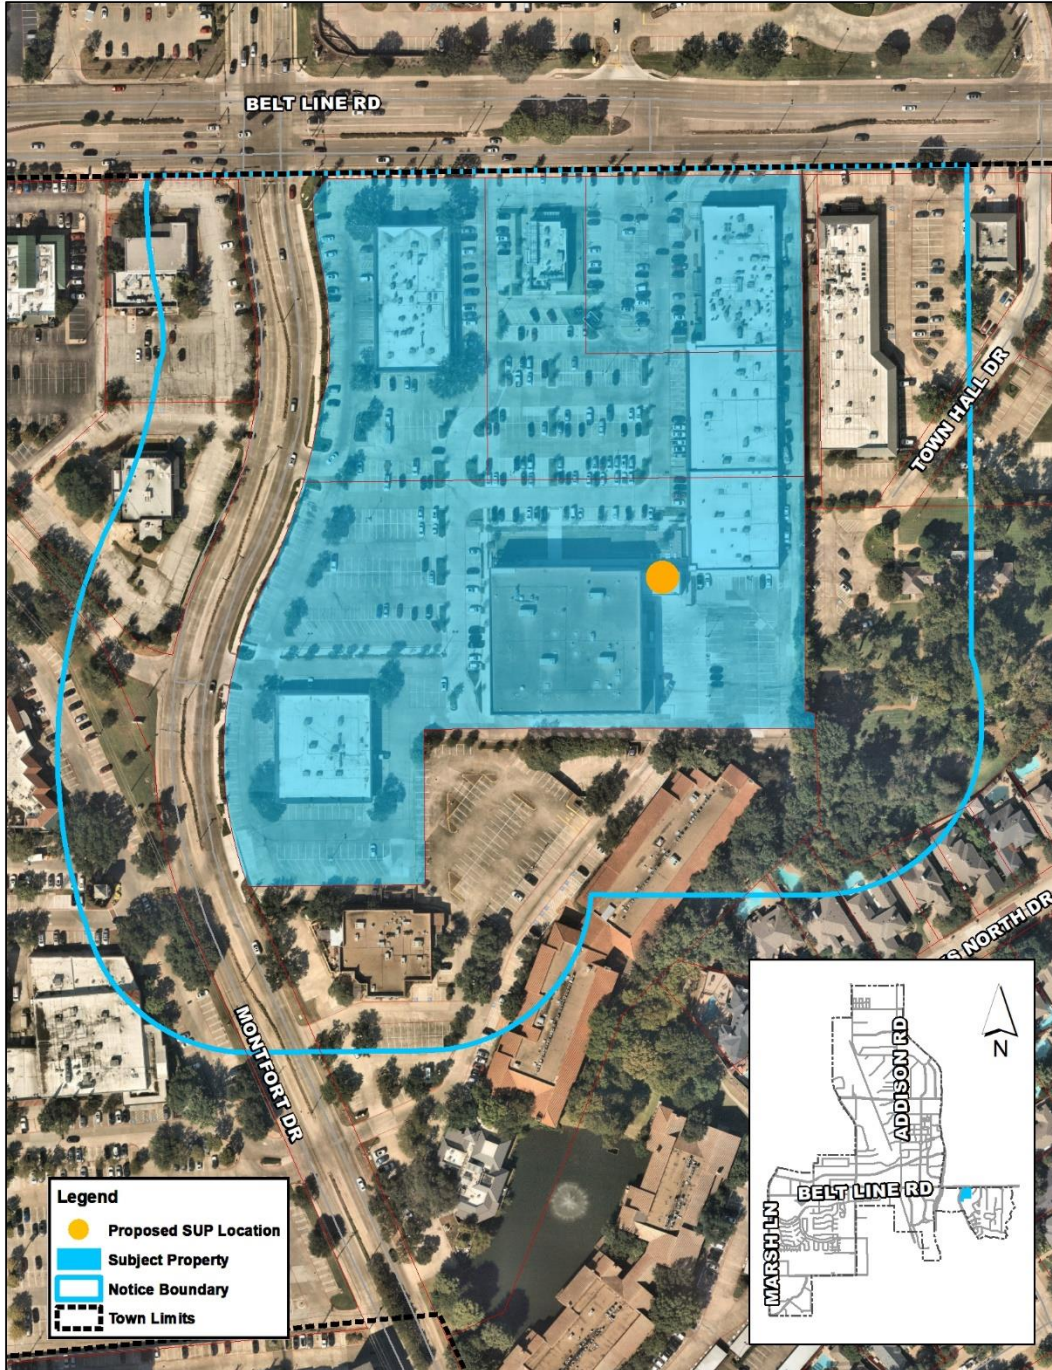 BELT LINE RD
TOWN HALL DR
S NORTH DR
MONTFORT DR
Legend
Proposed SUP Location
Subject Property
Notice Boundary
Town Limits
N
ADDISON RD
BELT LINE RD
MARSH LN